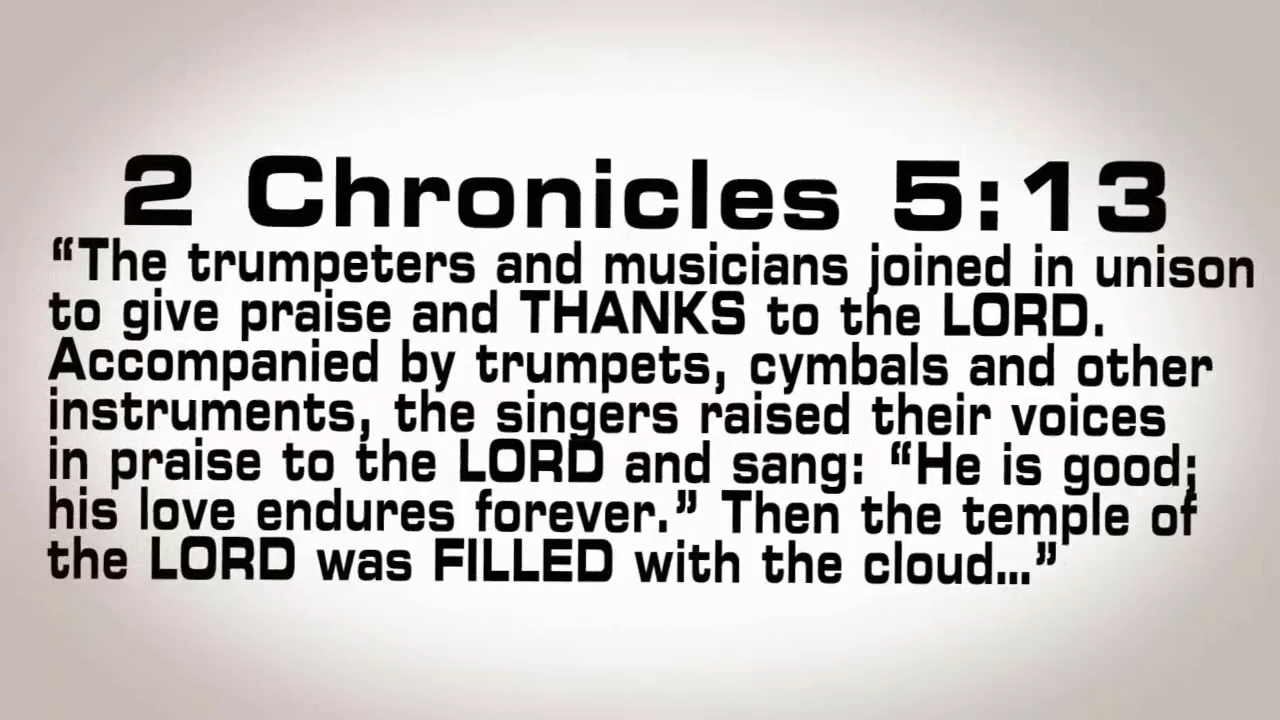 2 Chronicles 5:13
“The trumpeters and musicians joined in unison
to give praise and THANKS to the LORD.
Accompanied by trumpets, cymbals and other
instruments, the singers raised their voices
in praise to the LORD and sang: “He is good;
his love endures forever.” Then the temple of
the LORD was FILLED with the cloud...”